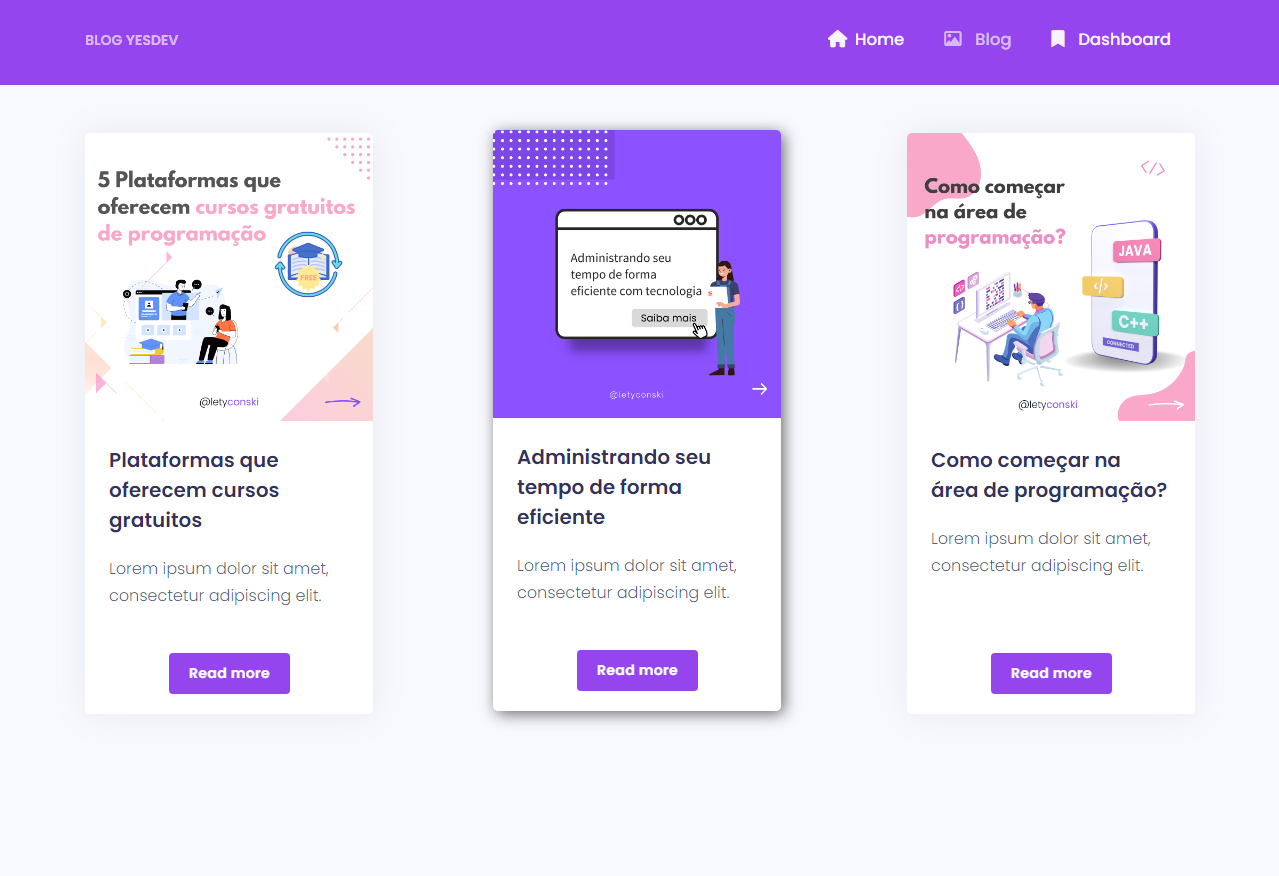 BLOG YESDEV
Home
Blog
Dashboard
5 Plataformas que
oferecem cursos gratuitos
de programação
FREE
@letyconski
Plataformas que
oferecem cursos
gratuitos
Lorem ipsum dolor sit amet,
consectetur adipiscing elit.
Read more
Administrando seu
tempo de forma
eficiente com tecnologia
Saiba mais
@letyconski
Administrando seu
tempo de forma
eficiente
Lorem ipsum dolor sit amet,
consectetur adipiscing elit.
Read more
</>
Como começar
na área de
programação?
JAVA
</>
C++
CONNECTED
@letyconski
Como começar na
área de programação?
Lorem ipsum dolor sit amet,
consectetur adipiscing elit.
Read more